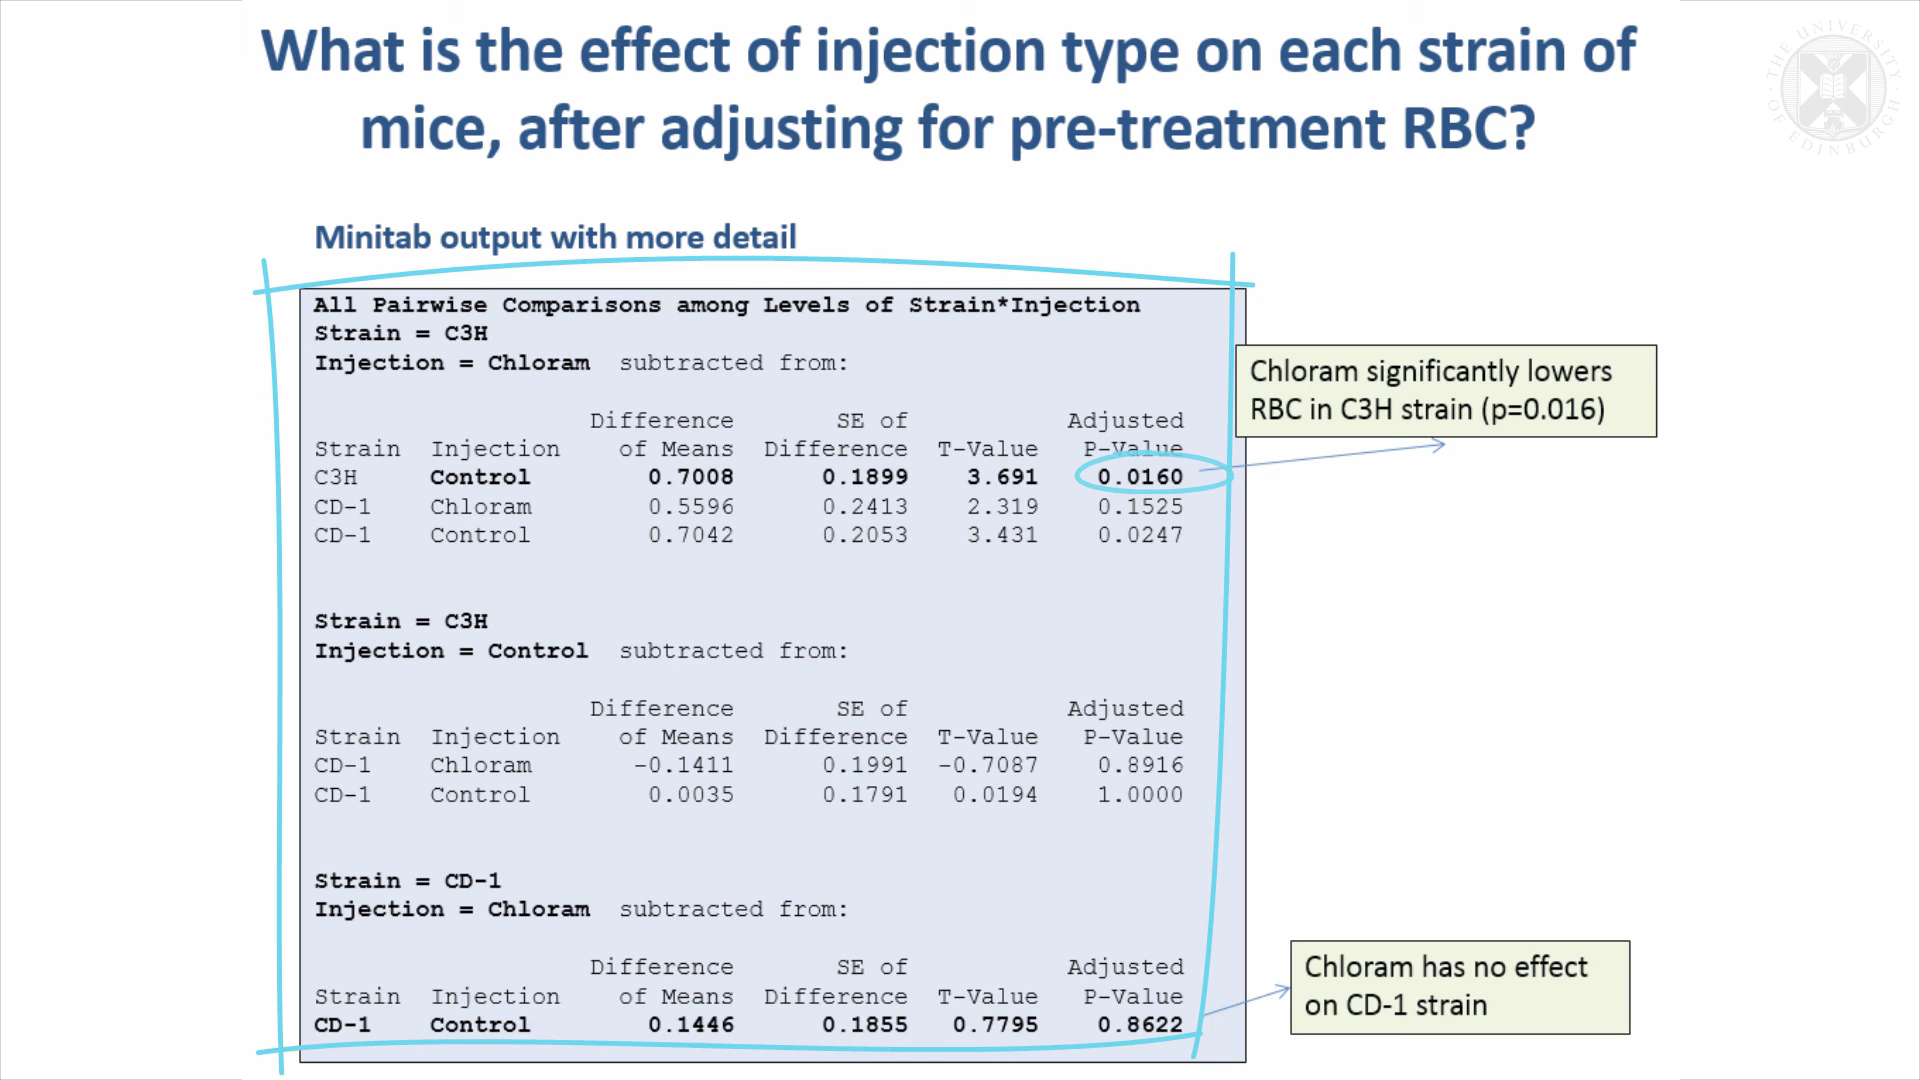 What is the effect of injection type on each strain of
mice, after adjusting for pre-treatment RBC?
THE UNIVERSITY OF EDINBURGH
Minitab output with more detail
All Pairwise Comparisons among Levels of Strain*Injection
Strain = C3H
Injection = Chloram subtracted from:
Difference SE of Adjusted
Strain Injection of Means Difference T-Value P-Value
C3H Control 0.7008 0.1899 3.691 0.0160
CD-1 Chloram 0.5596 0.2413 2.319 0.1525
CD-1 Control 0.7042 0.2053 3.431 0.0247
Chloram significantly lowers
RBC in C3H strain (p=0.016)
Strain = C3H
Injection = Control subtracted from:
Difference SE of Adjusted
Strain Injection of Means Difference T-Value P-Value
CD-1 Chloram -0.1411 0.1991 -0.7087 0.8916
CD-1 Control 0.0035 0.1791 0.0194 1.0000
Strain = CD-1
Injection = Chloram subtracted from:
Difference SE of Adjusted
Strain Injection of Means Difference T-Value P-Value
CD-1 Control 0.1446 0.1855 0.7795 0.8622
Chloram has no effect
on CD-1 strain